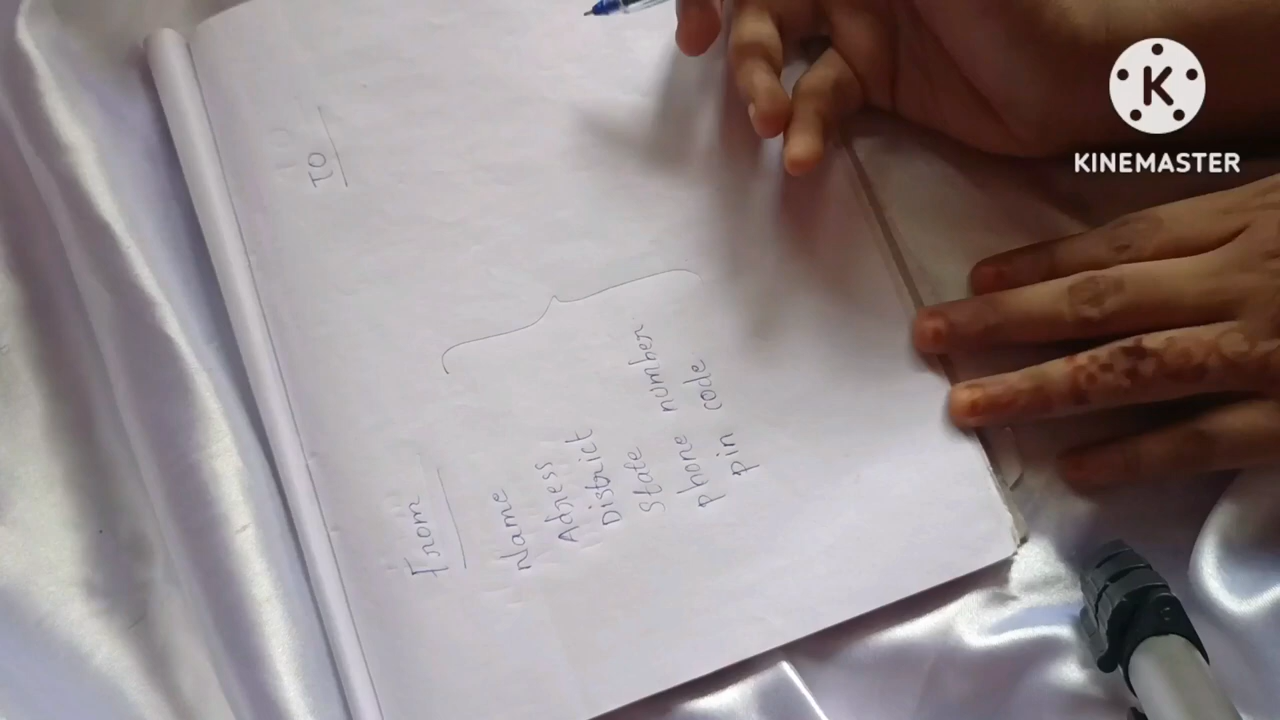 From
Name
Adress
District
State
phone number
pin code
TO
KINEMASTER